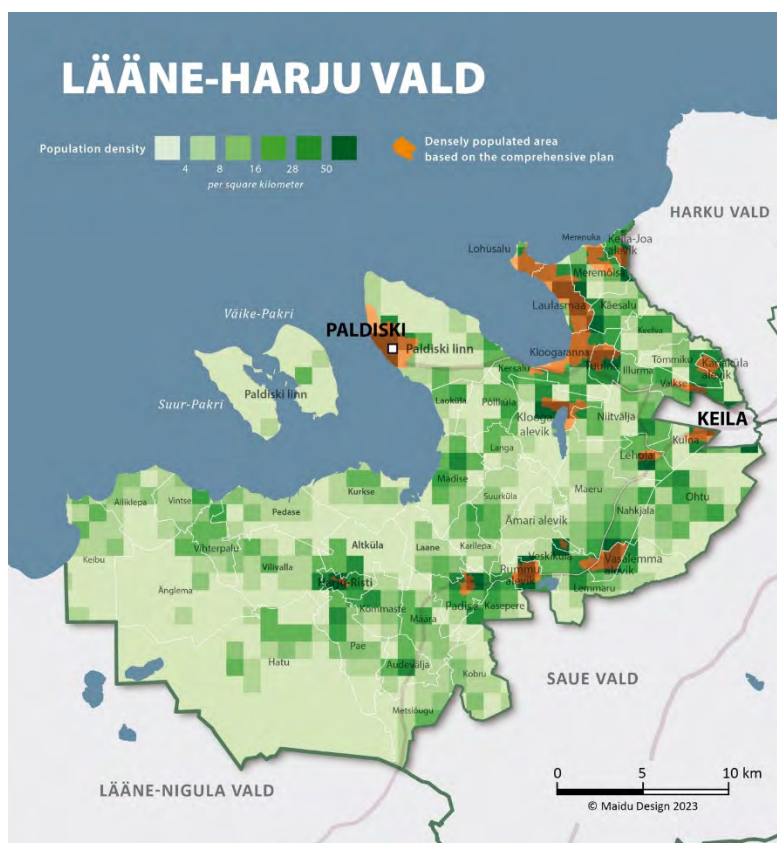 LÄÄNE-HARJU VALD
Population density
4 8 16 28 50
per square kilometer
Densely populated area
based on the comprehensive plan
HARKU VALD
Merenuka
Keila-Joa
alevik
Lohusalu
Meremõisa
Laulasmaa
Käesalu
Väike-Pakri
PALDISKI
Paldiski linn
Keelva
Kloogaranna
Tuulna
Tõmmiku
Karjaküla
alevik
Kersalu
Illurma
Valkse
Suur-Pakri
Paldiski linn
Laoküla
Põllküla
Klooga
alevik
Niitvälja
KEILA
Kulna
Langa
Lehola
Madise
Suurküla
Maeru
Ohtu
Kurkse
Nahkjala
Alliklepa
Vintse
Pedase
Ämari alevik
Vihterpalu
Altküla
Laane
Karilepa
Keibu
Veskiküla
Vasalemma
alevik
Vilivalla
Rummu
alevik
Harju-Risti
Änglema
Lemmaru
Padise
Kasepere
Kõmmaste
Määra
Pae
Hatu
Audevälja
Kobru
SAUE VALD
Metslõugu
LÄÄNE-NIGULA VALD
0 5 10 km
© Maidu Design 2023